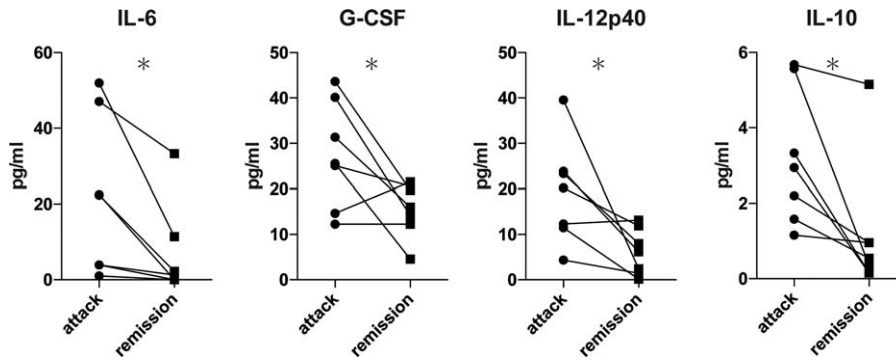 IL-6 G-CSF IL-12p40 IL-10
60 50 50 6
40 40 40 4
30 30
20 20 20 2
10 10
0 0 0 0
pg/ml pg/ml pg/ml pg/ml
* * * *
attack remission attack remission attack remission attack remission